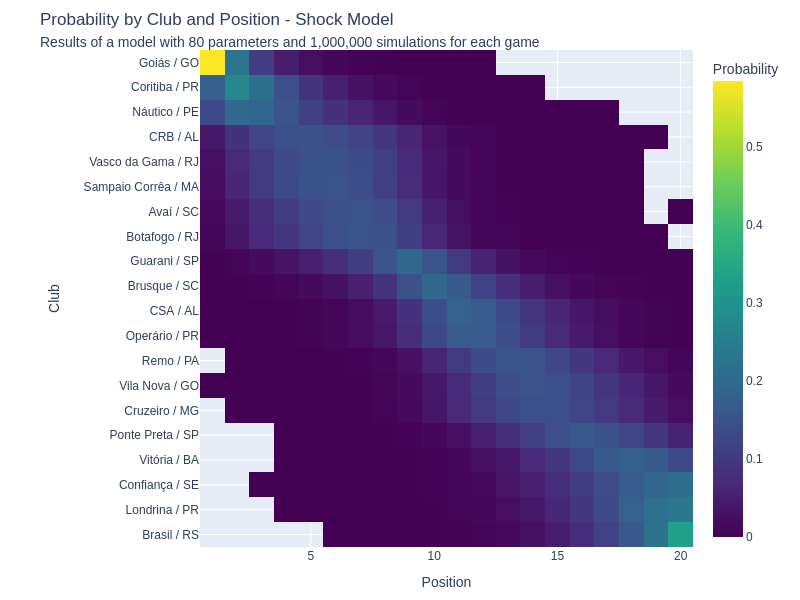 Probability by Club and Position - Shock Model
Results of a model with 80 parameters and 1,000,000 simulations for each game
Goiás / GO
Coritiba / PR
Náutico / PE
CRB / AL
Vasco da Gama / RJ
Sampaio Corrêa / MA
Avaí / SC
Botafogo / RJ
Guarani / SP
Brusque / SC
CSA / AL
Operário / PR
Remo / PA
Vila Nova / GO
Cruzeiro / MG
Ponte Preta / SP
Vitória / BA
Confiança / SE
Londrina / PR
Brasil / RS
Club
5
10
15
20
Position
Probability
0.5
0.4
0.3
0.2
0.1
0